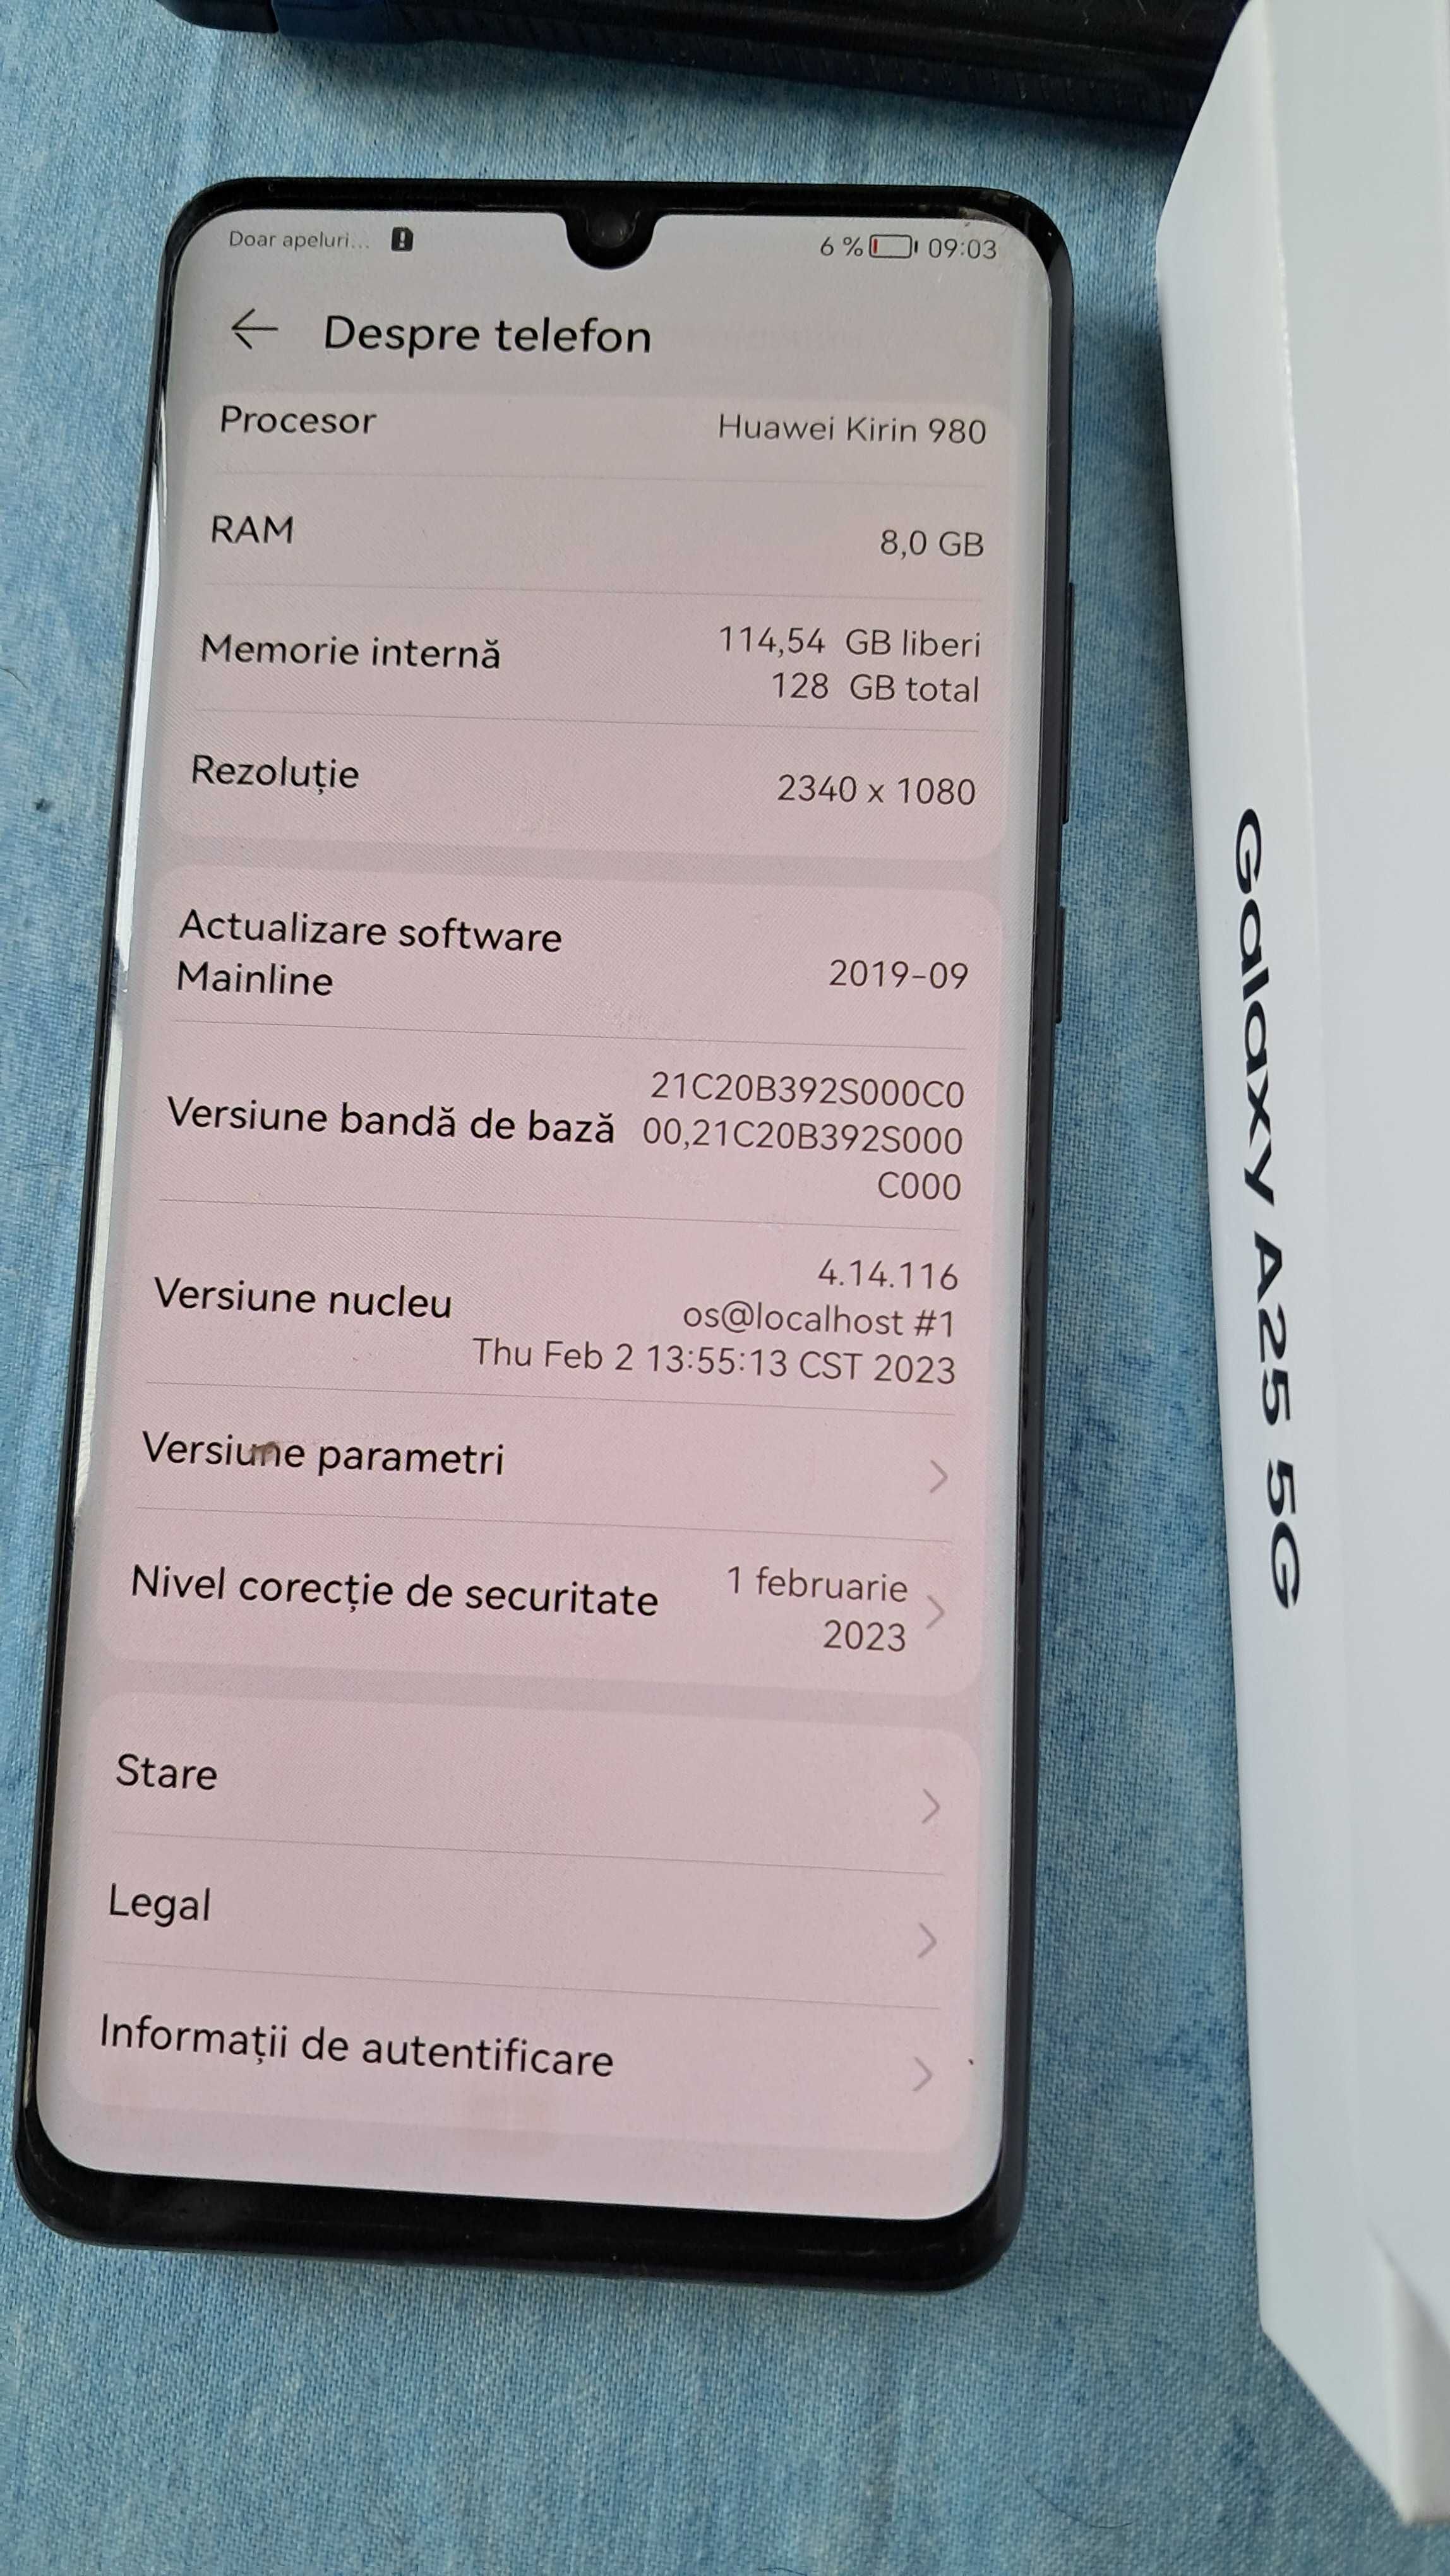 Doar apeluri...
6 % 09:03
Despre telefon
Procesor
Huawei Kirin 980
RAM
8,0 GB
Memorie internă
114,54 GB liberi
128 GB total
Rezoluție
2340 x 1080
Actualizare software
Mainline
2019-09
Versiune bandă de bază
21C20B392S000C0
00,21C20B392S000
C000
Versiune nucleu
4.14.116
os@localhost #1
Thu Feb 2 13:55:13 CST 2023
Versiune parametri
Nivel corecție de securitate
1 februarie
2023
Stare
Legal
Informații de autentificare
Galaxy A25 5G